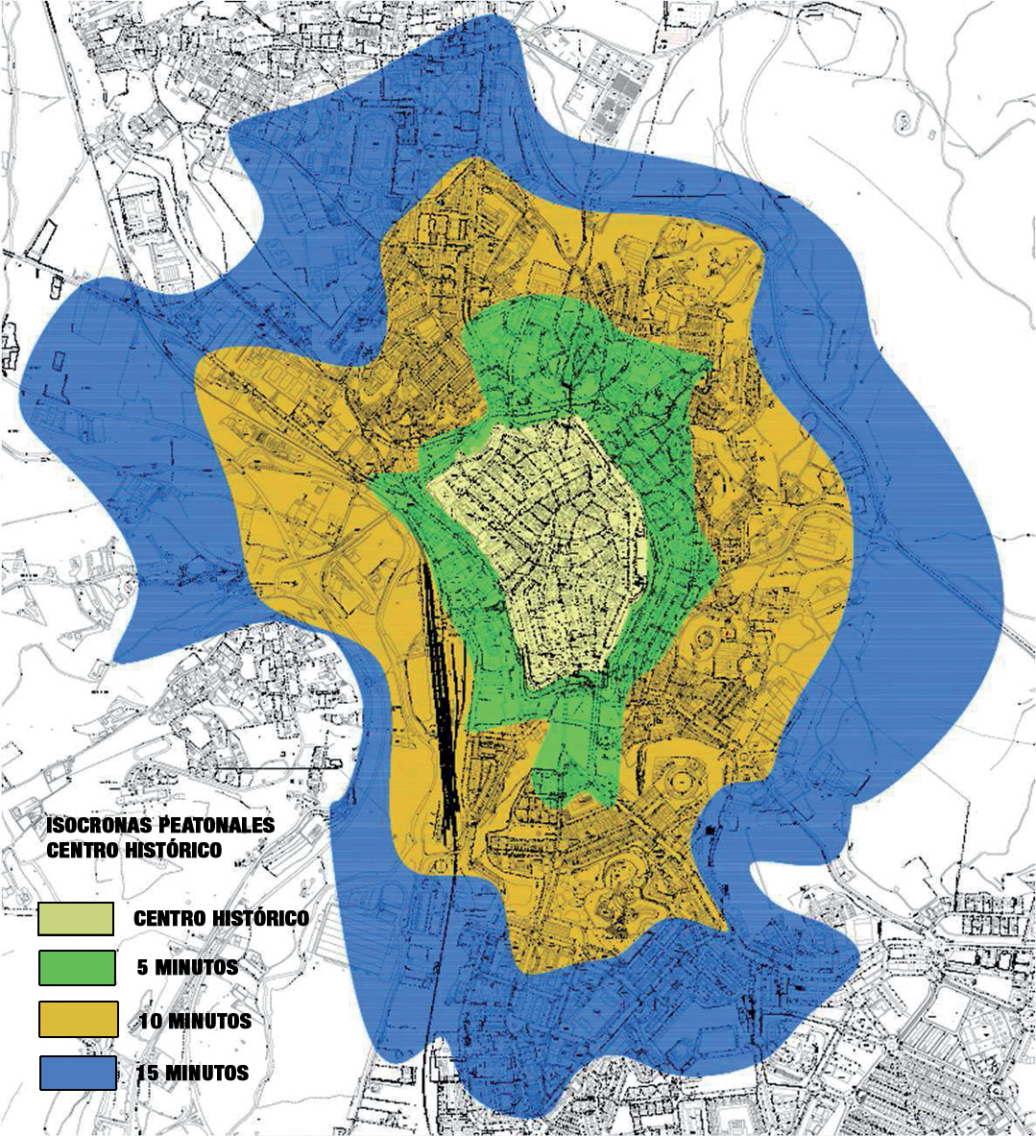 ISOCRONAS PEATONALES
CENTRO HISTÓRICO
CENTRO HISTÓRICO
5 MINUTOS
10 MINUTOS
15 MINUTOS